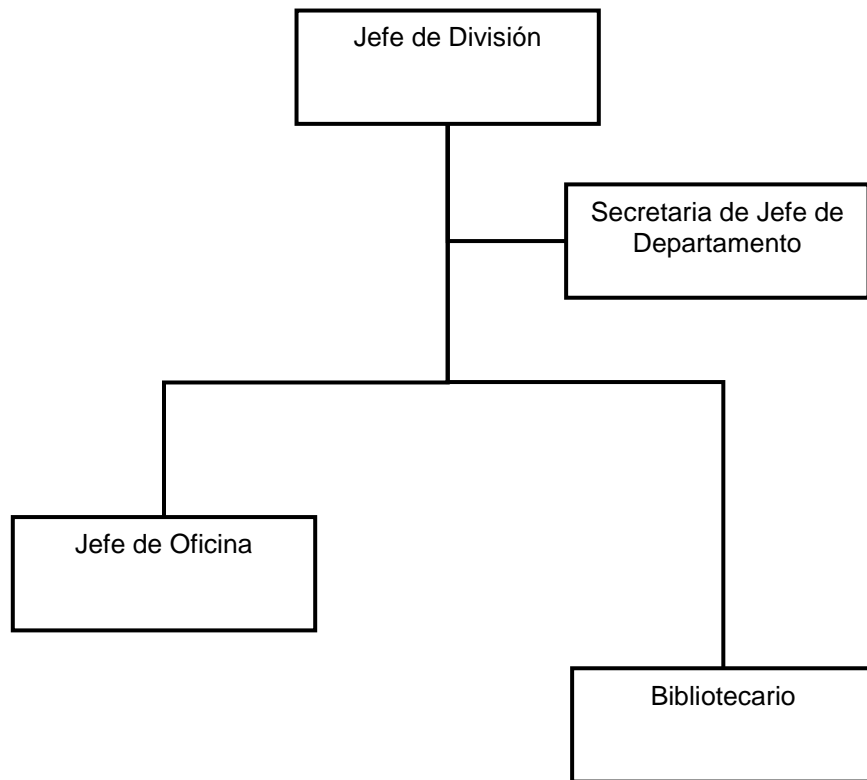 Jefe de División
Secretaria de Jefe de
Departamento
Jefe de Oficina
Bibliotecario